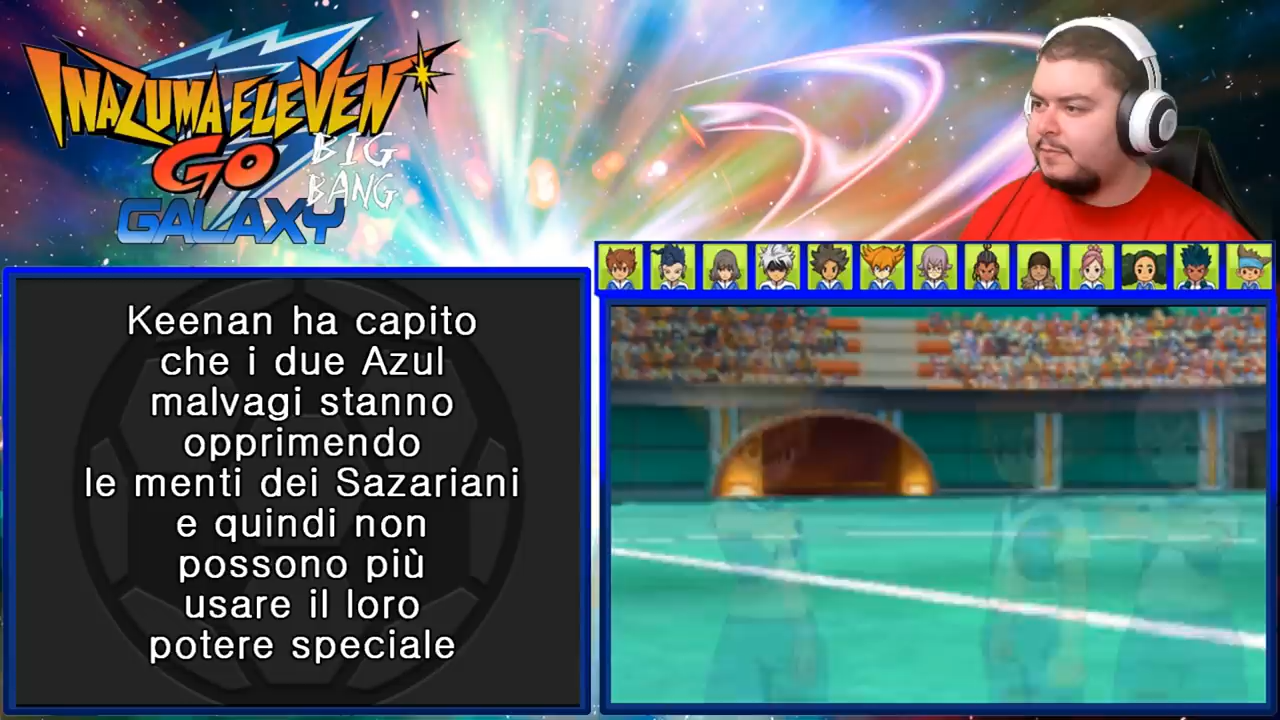 INAZUMA ELEVEN
GO
BIG
BANG
GALAXY
Keenan ha capito
che i due Azul
malvagi stanno
opprimendo
le menti dei Sazariani
e quindi non
possono più
usare il loro
potere speciale